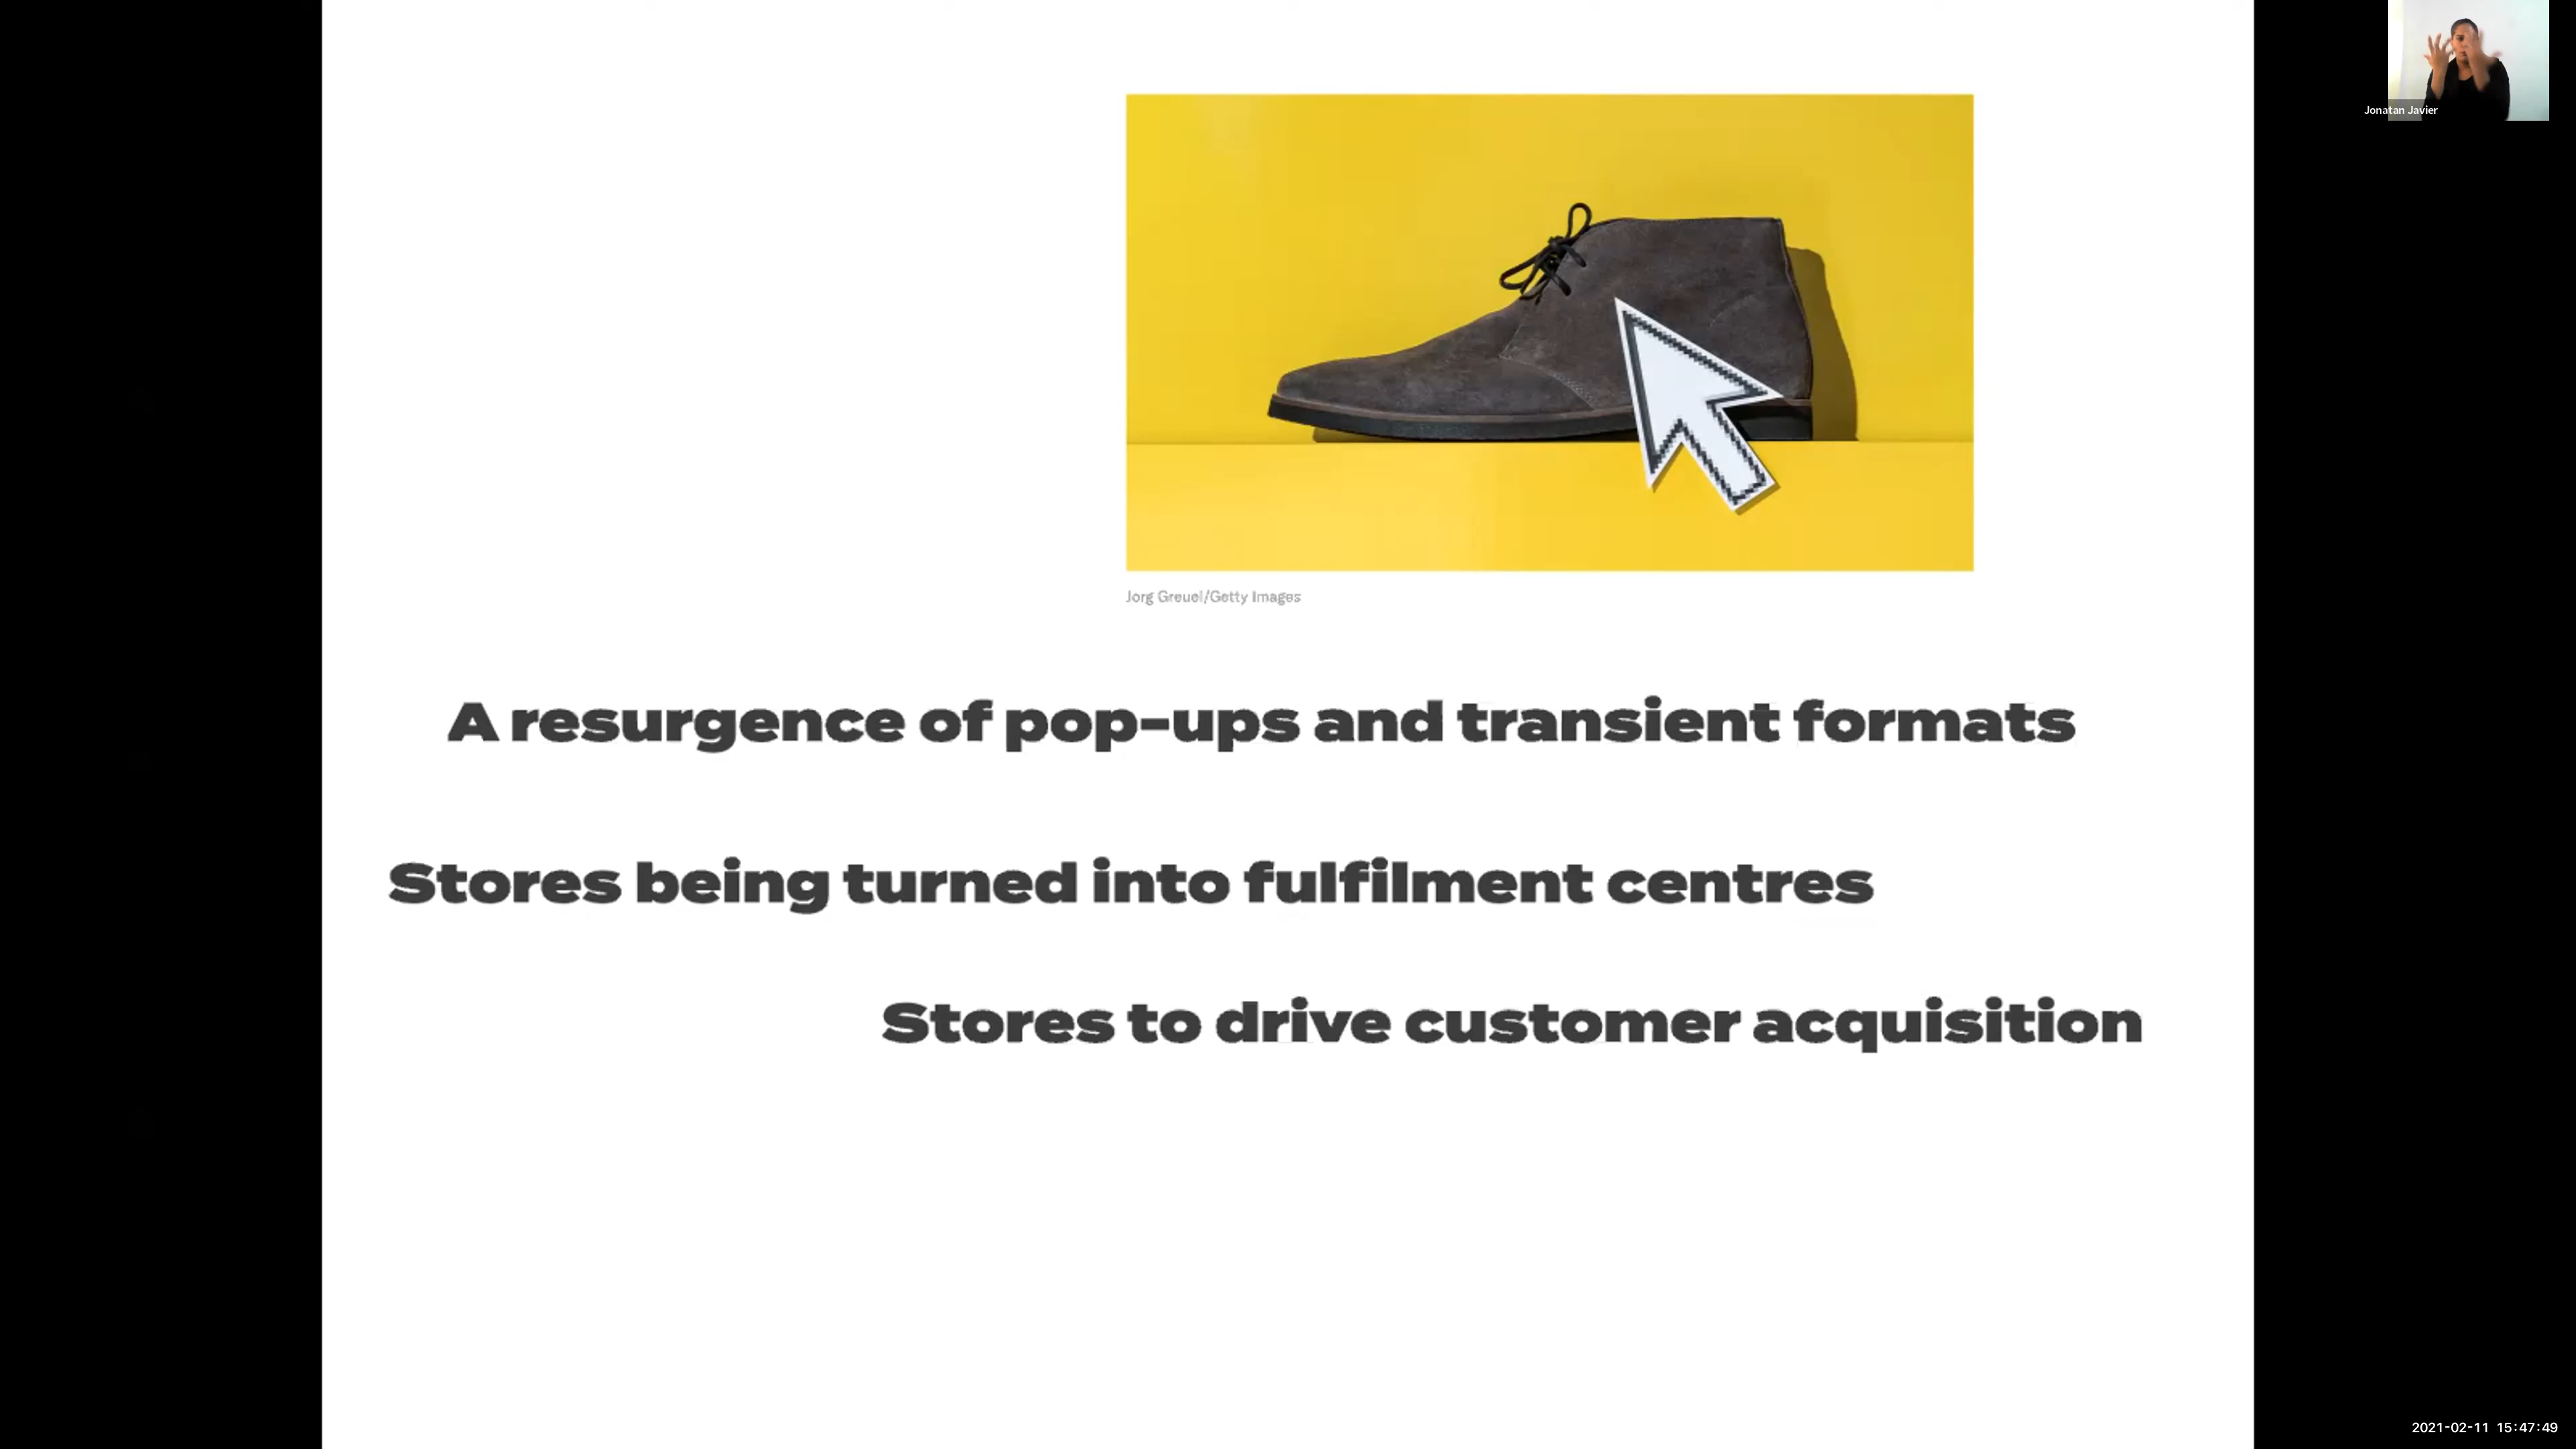 Jonatan Javier
Jorg Greuel/Getty Images
A resurgence of pop-ups and transient formats
Stores being turned into fulfilment centres
Stores to drive customer acquisition
2021-02-11 15:47:49